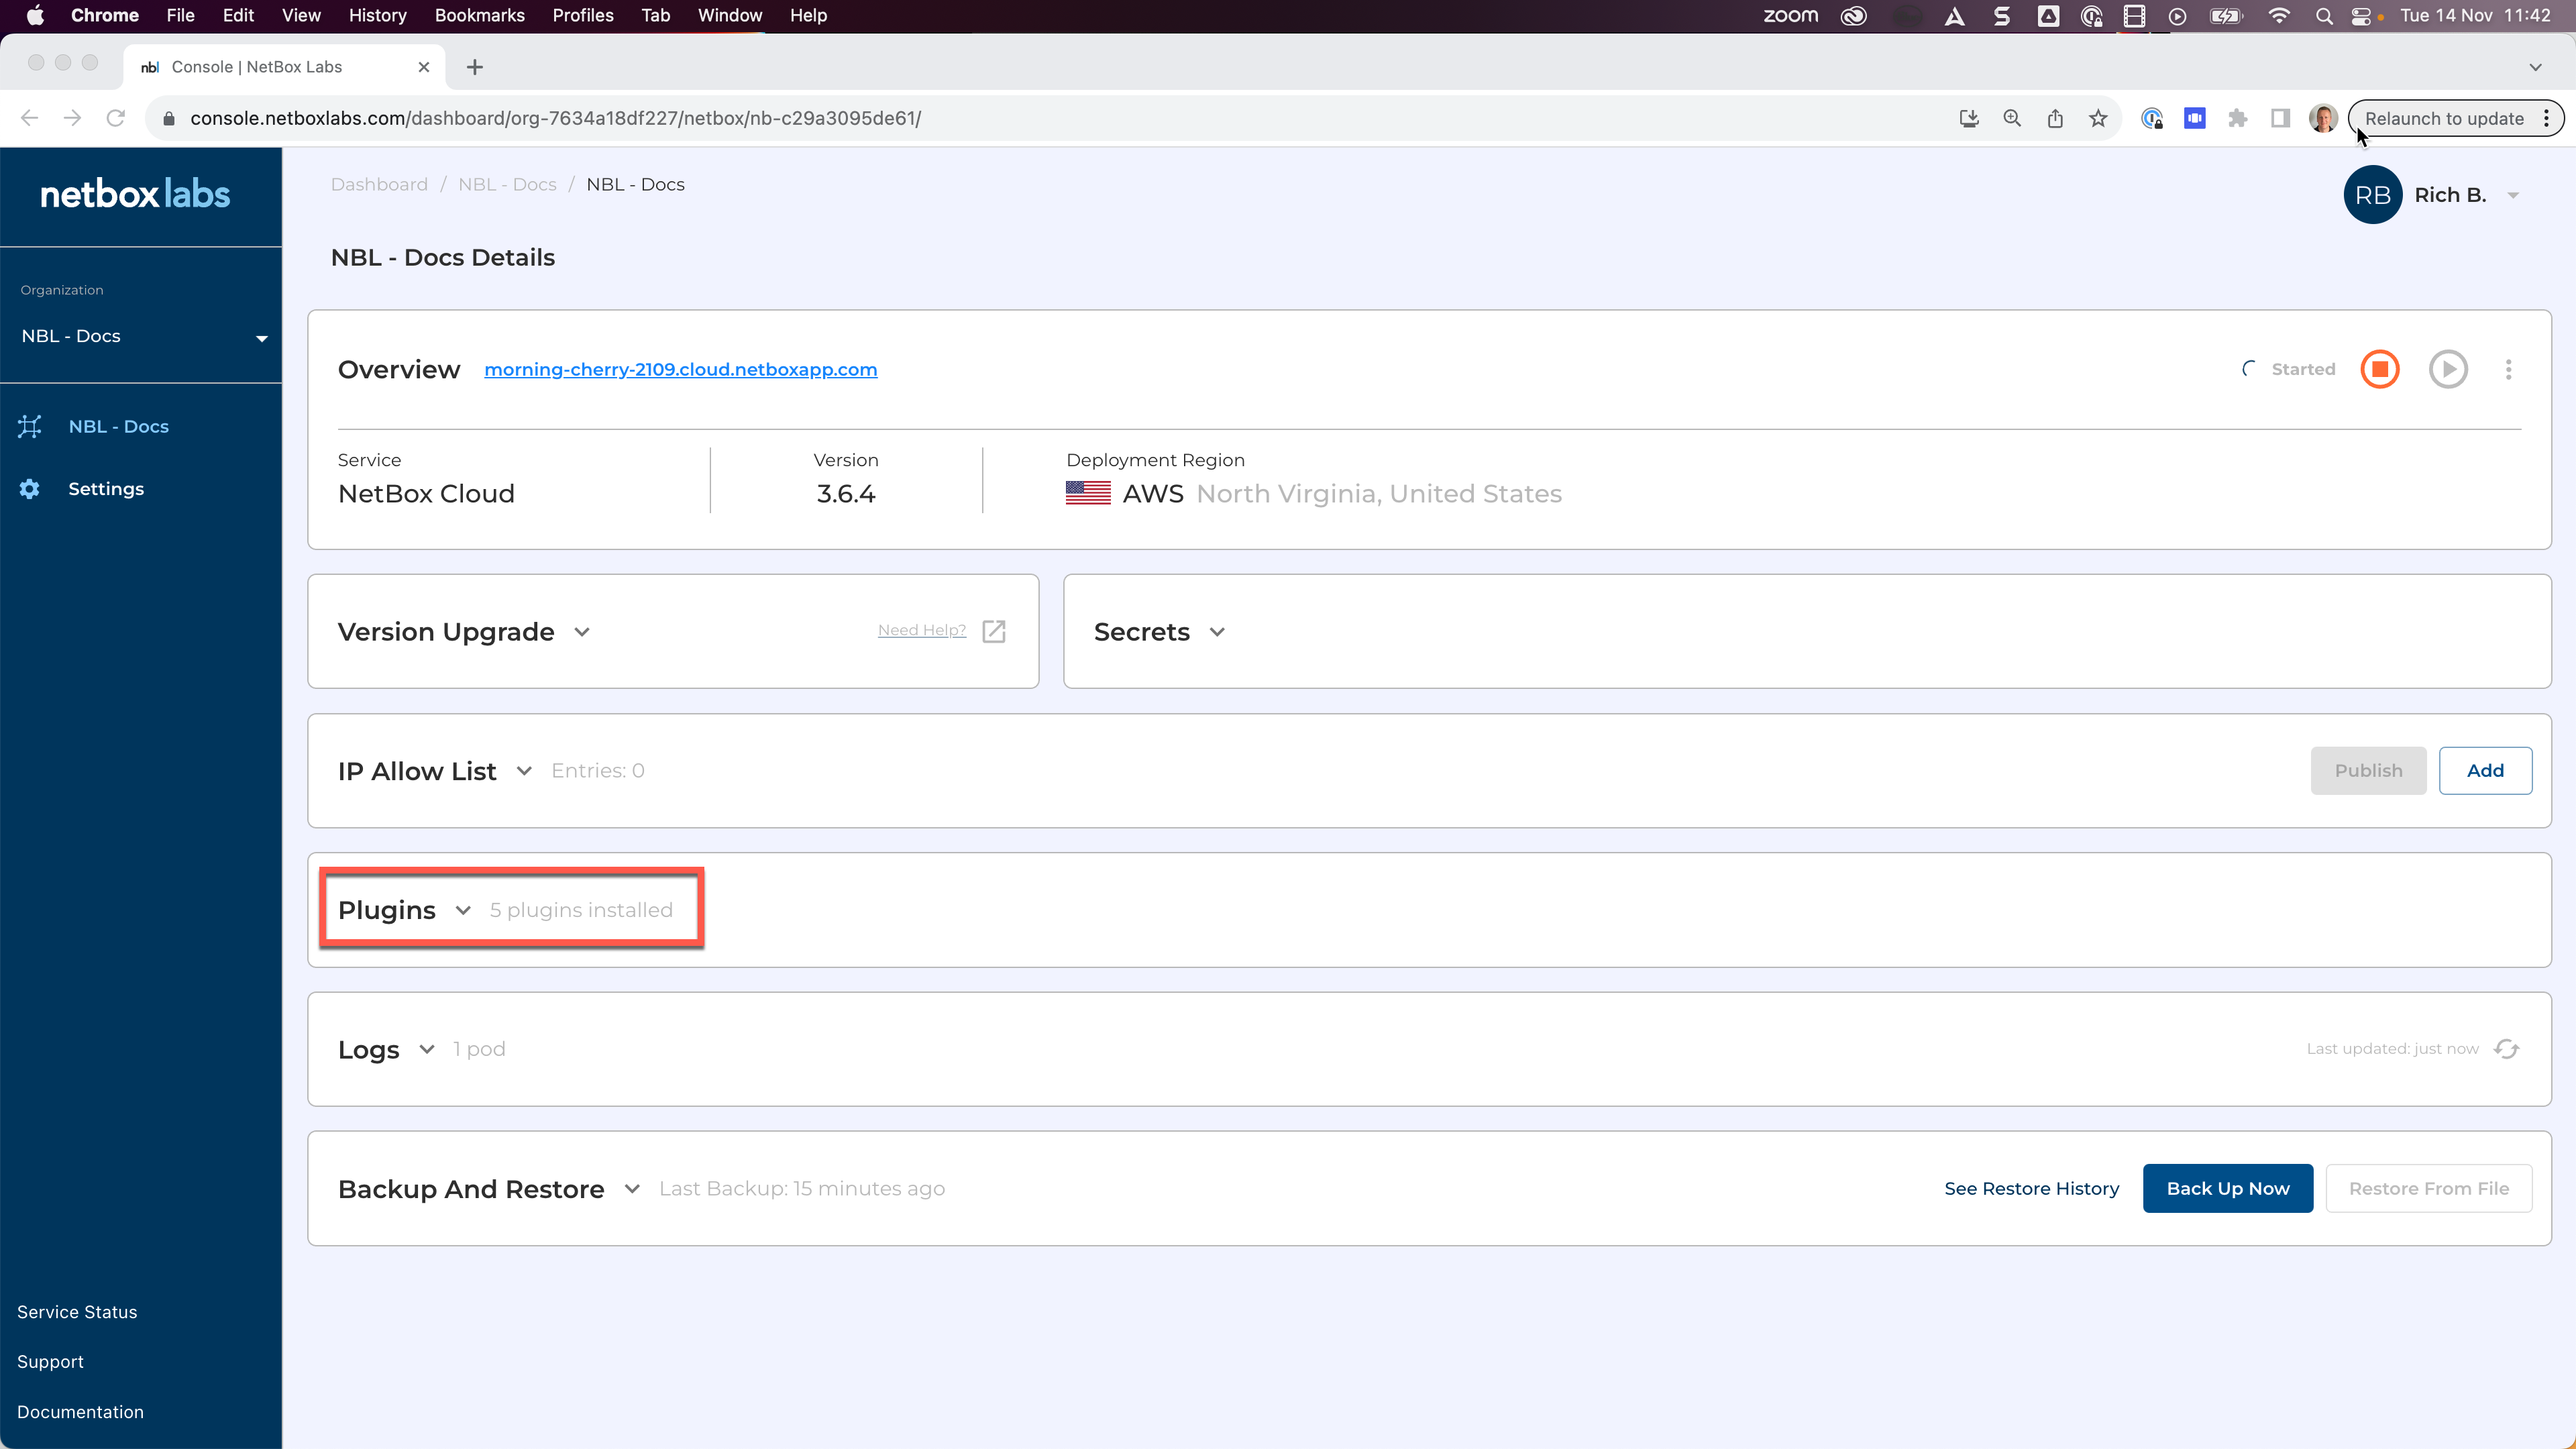 Chrome File Edit View History Bookmarks Profiles Tab Window Help zoom Tue 14 Nov 11:42
nbl Console | NetBox Labs
console.netboxlabs.com/dashboard/org-7634a18df227/netbox/nb-c29a3095de61/ Relaunch to update
netbox labs
Dashboard / NBL - Docs / NBL - Docs
RB Rich B.
NBL - Docs Details
Organization
NBL - Docs
NBL - Docs
Settings
Overview morning-cherry-2109.cloud.netboxapp.com Started
Service Version Deployment Region
NetBox Cloud 3.6.4 AWS North Virginia, United States
Version Upgrade Need Help? Secrets
IP Allow List Entries: 0 Publish Add
Plugins 5 plugins installed
Logs 1 pod Last updated: just now
Backup And Restore Last Backup: 15 minutes ago See Restore History Back Up Now Restore From File
Service Status
Support
Documentation